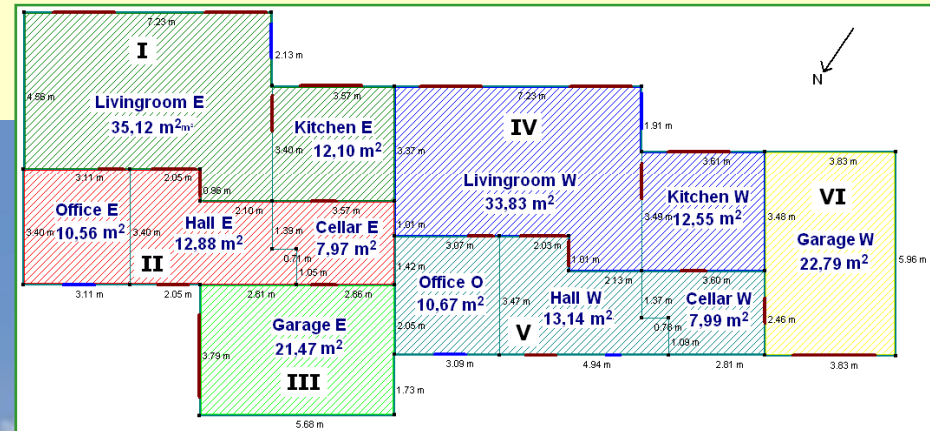 7.23 m
I
2.13 m
4.56 m
Livingroom E
35,12 m²m²
3.57 m
Kitchen E
12,10 m²
3.40 m
3.11 m
2.05 m
0.96 m
2.10 m
3.57 m
Office E
10,56 m²
3.40 m
3.40 m
Hall E
12.88 m²
II
1.39 m
0.71 m
1.05 m
Cellar E
7,97 m²
3.11 m
2.05 m
2.81 m
2.86 m
Garage E
21,47 m²
III
3.79 m
1.73 m
5.68 m
N
7.23 m
IV
1.91 m
3.37 m
Livingroom W
33,83 m²
3.61 m
Kitchen W
12,55 m²
3.49 m
1.01 m
3.07 m
2.03 m
1.01 m
2.13 m
3.60 m
1.42 m
Office O
10,67 m²
2.05 m
3.47 m
Hall W
13,14 m²
V
1.37 m
0.78 m
1.09 m
Cellar W
7,99 m²
3.09 m
4.94 m
2.81 m
3.83 m
VI
3.48 m
Garage W
22,79 m²
5.96 m
2.46 m
3.83 m